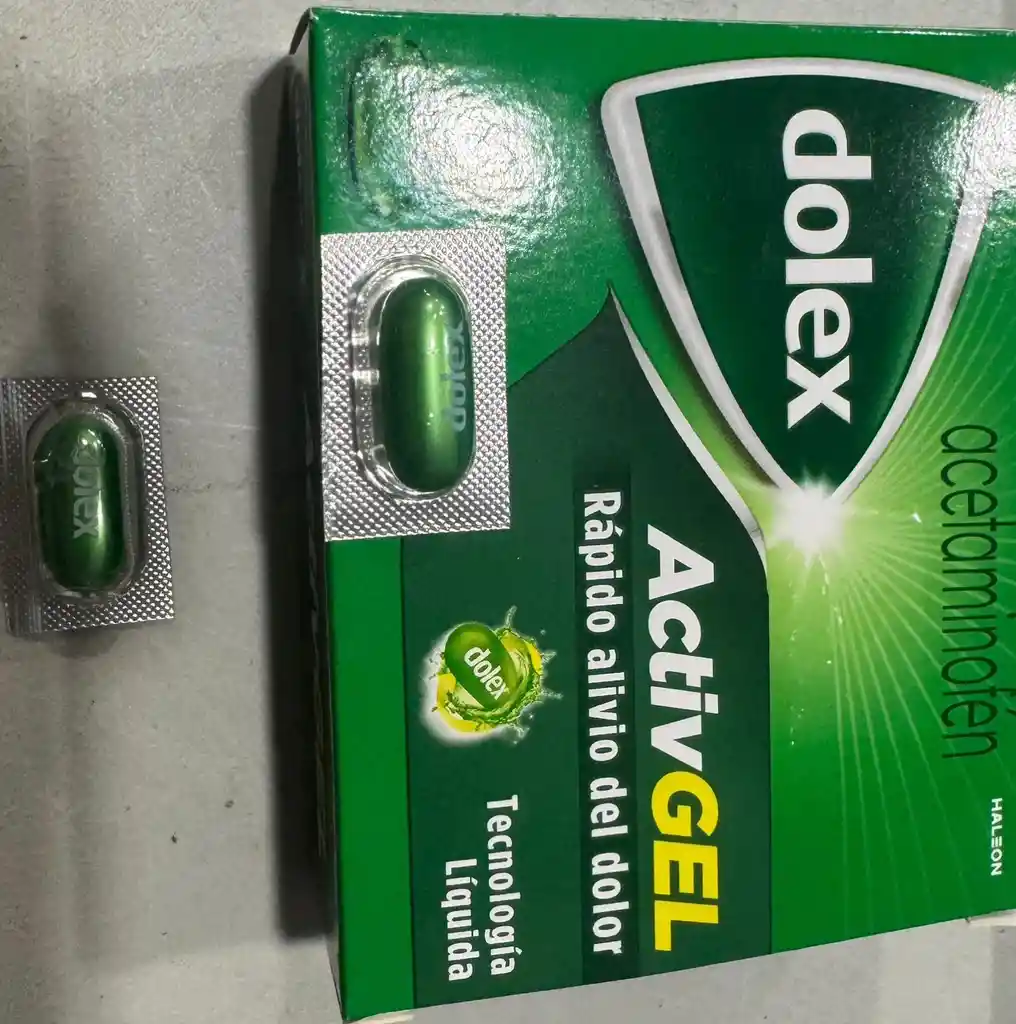 dolex
acetaminofén
HALEON
ActivGEL
Rápido alivio del dolor
dolex
Tecnología
Líquida
dolex
dolex